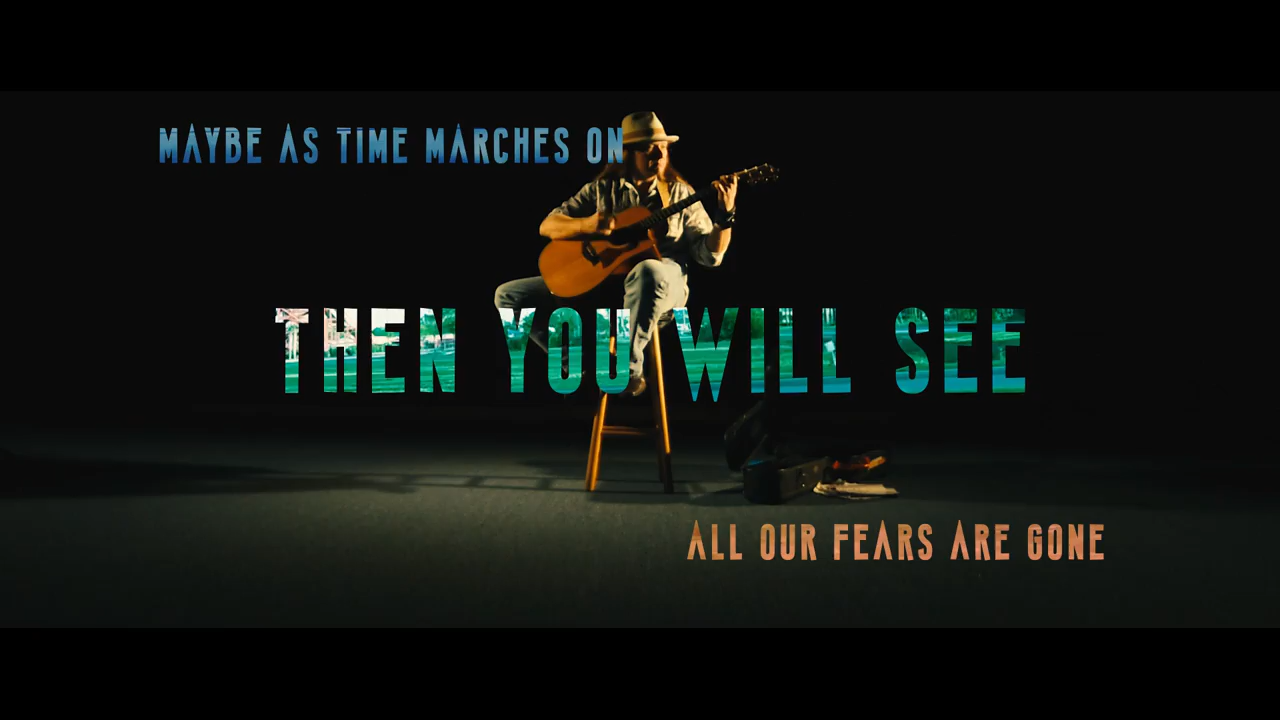 MAYBE AS TIME MARCHES ON
THEN YOU WILL SEE
ALL OUR FEARS ARE GONE